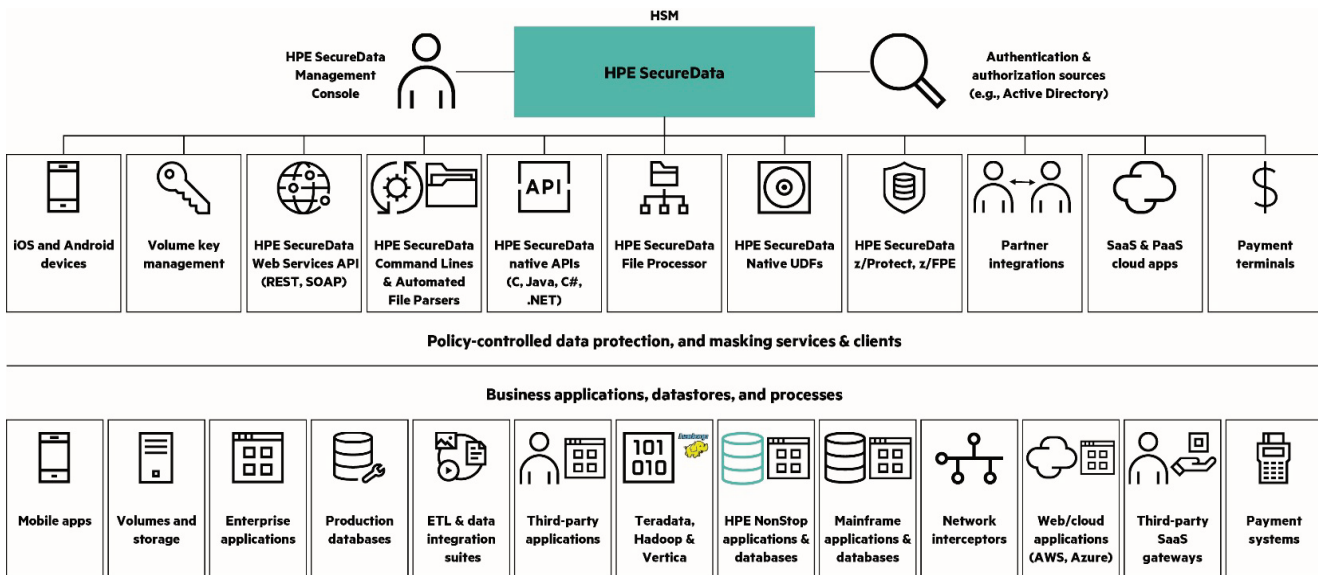 HSM
HPE SecureData
Management
Console
HPE SecureData
Authentication &
authorization sources
(e.g., Active Directory)
iOS and Android
devices
Volume key
management
HPE SecureData
Web Services API
(REST, SOAP)
HPE SecureData
Command Lines
& Automated
File Parsers
API
HPE SecureData
native APIs
(C, Java, C#,
.NET)
HPE SecureData
File Processor
HPE SecureData
Native UDFs
HPE SecureData
z/Protect, z/FPE
Partner
integrations
SaaS & PaaS
cloud apps
$
Payment
terminals
Policy-controlled data protection, and masking services & clients
Business applications, datastores, and processes
Mobile apps
Volumes and
storage
Enterprise
applications
Production
databases
ETL & data
integration
suites
Third-party
applications
101
010
Teradata,
Hadoop &
Vertica
HPE NonStop
applications &
databases
Mainframe
applications &
databases
Network
interceptors
Web/cloud
applications
(AWS, Azure)
Third-party
SaaS
gateways
Payment
systems